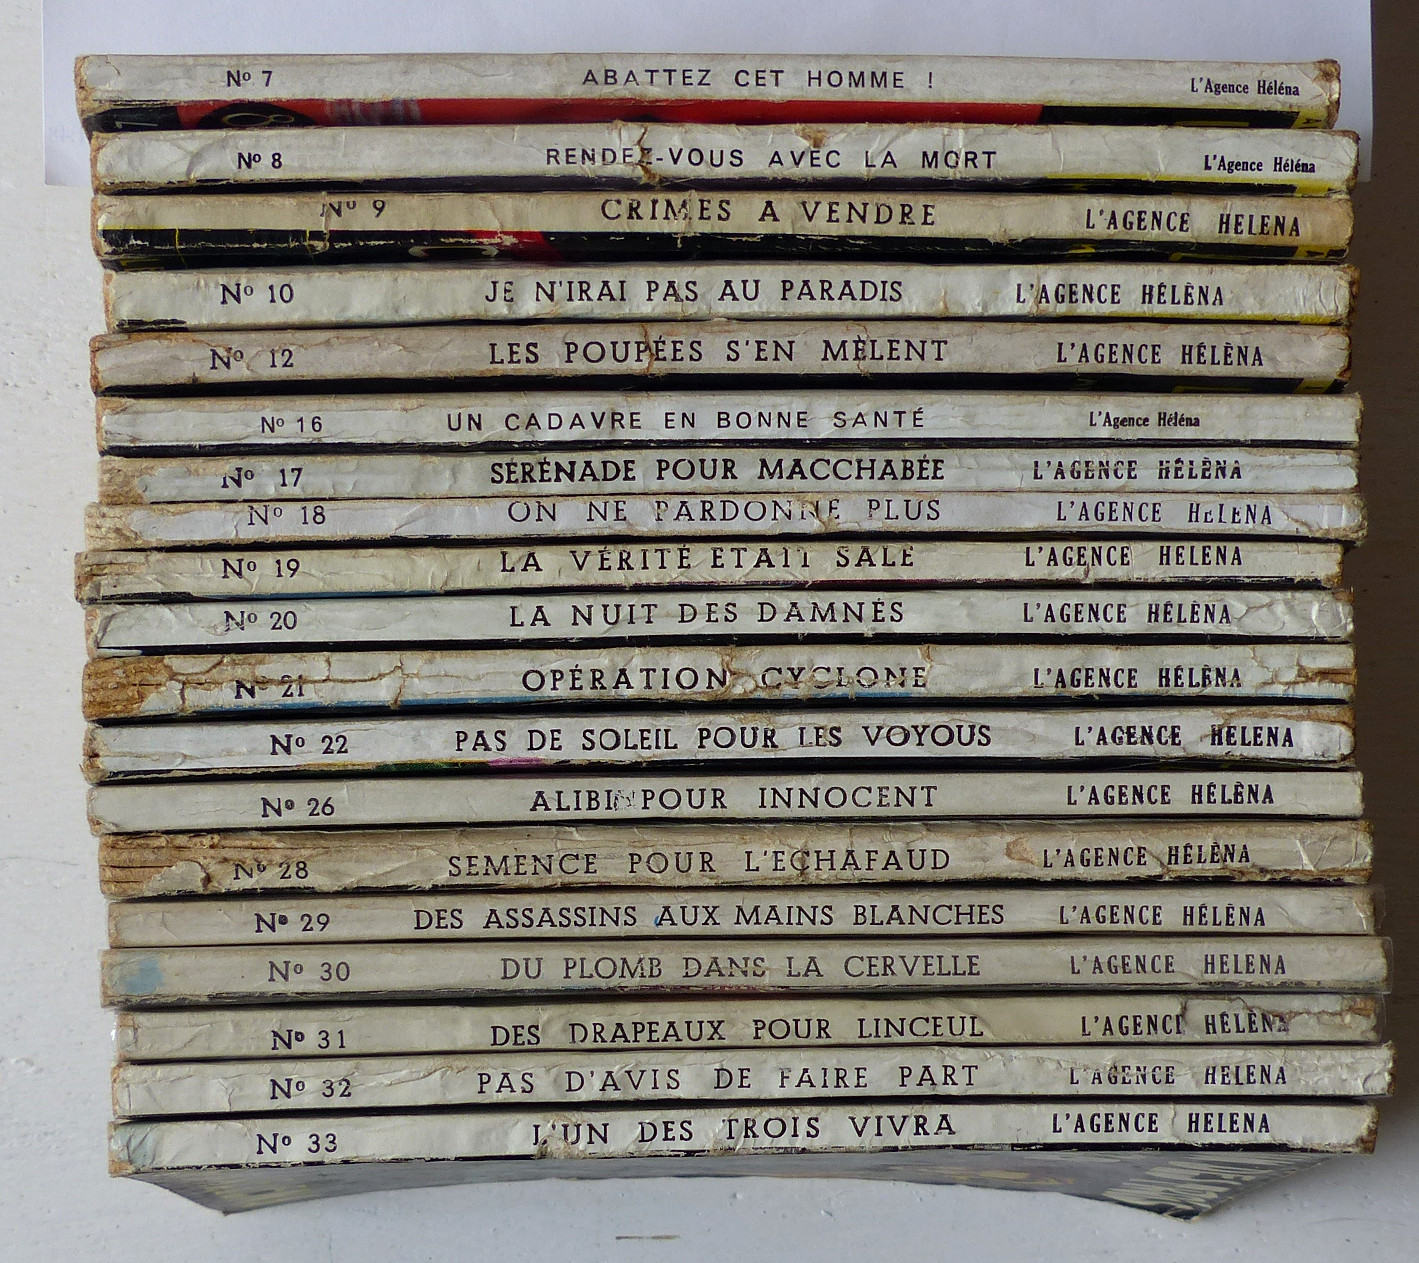 Nº 7 ABATTEZ CET HOMME ! L'Agence Héléna
Nº 8 RENDEZ-VOUS AVEC LA MORT L'Agence Héléna
Nº 9 CRIMES A VENDRE L'AGENCE HELENA
Nº 10 JE N'IRAI PAS AU PARADIS L'AGENCE HÉLÈNA
Nº 12 LES POUPÉES S'EN MÈLENT L'AGENCE HÉLÈNA
Nº 16 UN CADAVRE EN BONNE SANTÉ L'Agence Héléna
Nº 17 SÉRÉNADE POUR MACCHABÉE L'AGENCE HÉLÈNA
Nº 18 ON NE PARDONNE PLUS L'AGENCE HELENA
Nº 19 LA VÉRITÉ ETAIT SALE L'AGENCE HELENA
Nº 20 LA NUIT DES DAMNÉS L'AGENCE HÉLÈNA
Nº 21 OPÉRATION CYCLONE L'AGENCE HÉLÈNA
Nº 22 PAS DE SOLEIL POUR LES VOYOUS L'AGENCE HELENA
Nº 26 ALIBI POUR INNOCENT L'AGENCE HÉLÈNA
Nº 28 SEMENCE POUR L'ECHAFAUD L'AGENCE HÉLÈNA
Nº 29 DES ASSASSINS AUX MAINS BLANCHES L'AGENCE HÉLÈNA
Nº 30 DU PLOMB DANS LA CERVELLE L'AGENCE HELENA
Nº 31 DES DRAPEAUX POUR LINCEUL L'AGENCE HÉLÈNA
Nº 32 PAS D'AVIS DE FAIRE PART L'AGENCE HELENA
Nº 33 L'UN DES TROIS VIVRA L'AGENCE HELENA